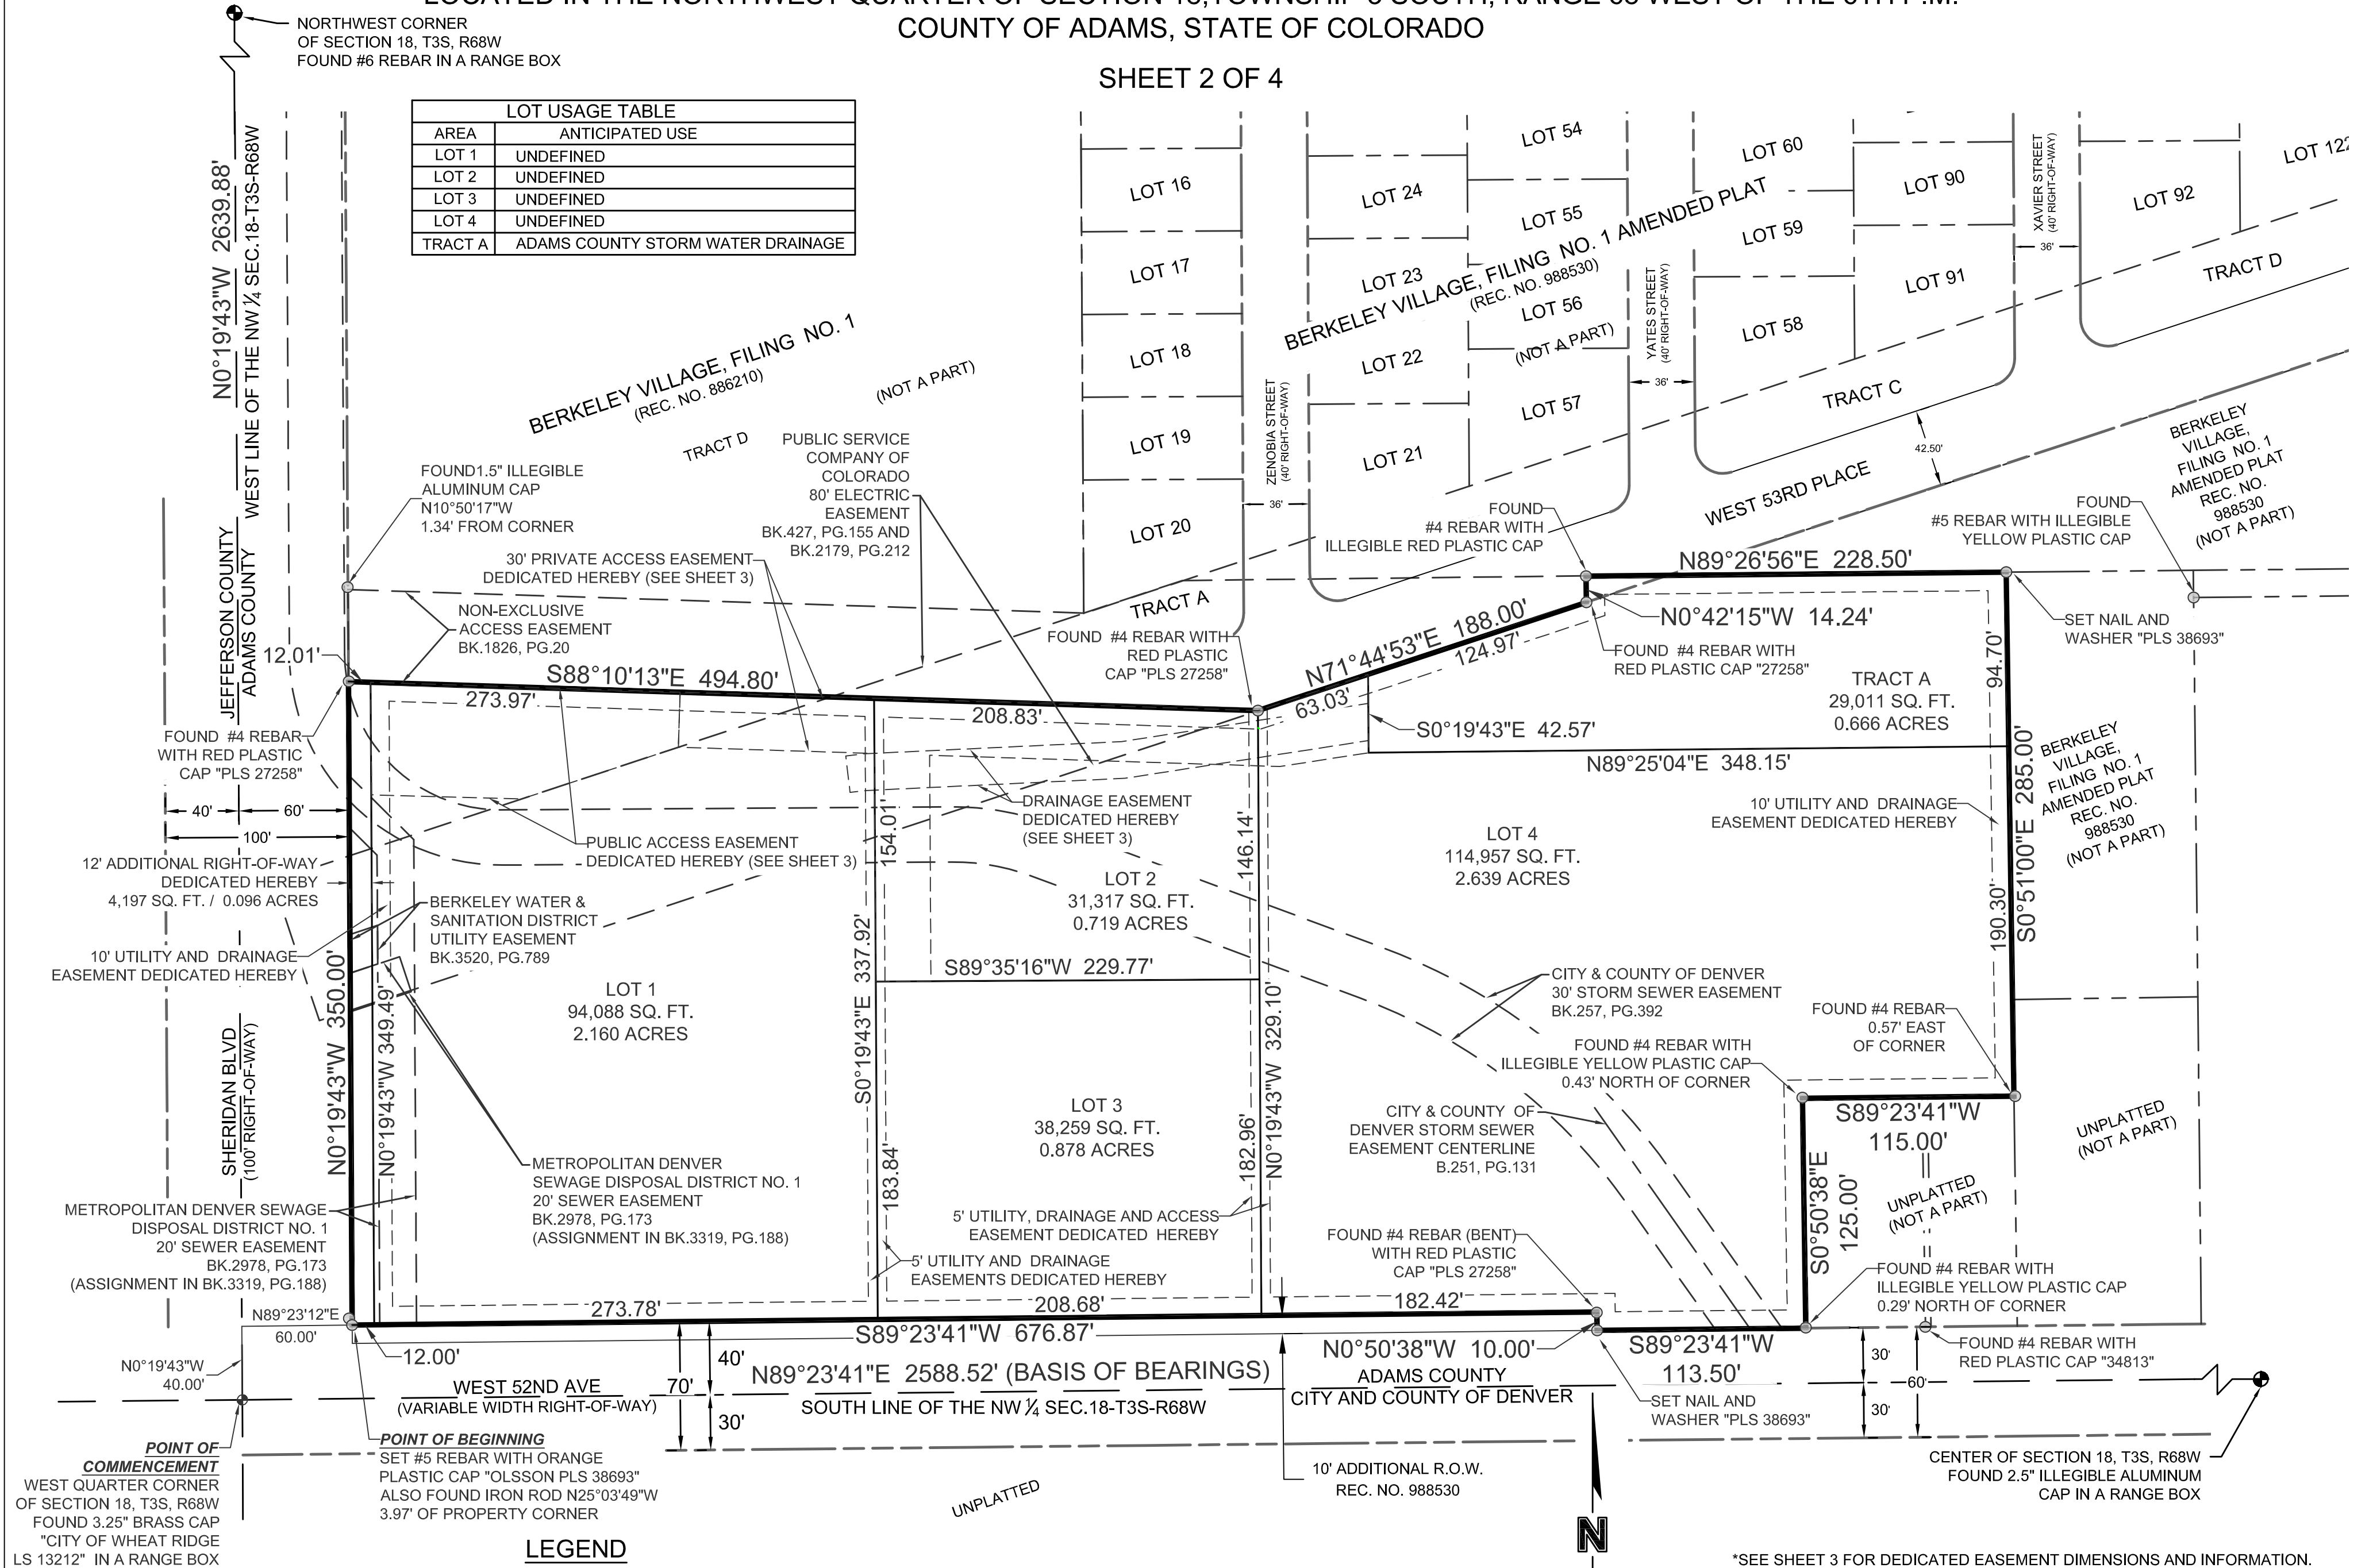 COUNTY OF ADAMS, STATE OF COLORADO
SHEET 2 OF 4
NORTHWEST CORNER
OF SECTION 18, T3S, R68W
FOUND #6 REBAR IN A RANGE BOX
LOT USAGE TABLE
AREA ANTICIPATED USE
LOT 1 UNDEFINED
LOT 2 UNDEFINED
LOT 3 UNDEFINED
LOT 4 UNDEFINED
TRACT A ADAMS COUNTY STORM WATER DRAINAGE
N0°19'43"W 2639.88'
WEST LINE OF THE NW ¼ SEC.18-T3S-R68W
JEFFERSON COUNTY
ADAMS COUNTY
BERKELEY VILLAGE, FILING NO. 1
(REC. NO. 886210)
(NOT A PART)
TRACT D
LOT 16
LOT 17
LOT 18
LOT 19
LOT 20
ZENOBIA STREET
(40' RIGHT-OF-WAY)
36'
LOT 24
LOT 23
LOT 22
LOT 21
LOT 54
LOT 55
LOT 56
LOT 57
BERKELEY VILLAGE, FILING NO. 1 AMENDED PLAT
(REC. NO. 988530)
(NOT A PART)
YATES STREET
(40' RIGHT-OF-WAY)
36'
LOT 60
LOT 59
LOT 58
LOT 90
LOT 91
XAVIER STREET
(40' RIGHT-OF-WAY)
36'
LOT 92
LOT 122
TRACT D
TRACT C
WEST 53RD PLACE
42.50'
BERKELEY
VILLAGE,
FILING NO. 1
AMENDED PLAT
REC. NO.
988530
(NOT A PART)
FOUND1.5" ILLEGIBLE
ALUMINUM CAP
N10°50'17"W
1.34' FROM CORNER
PUBLIC SERVICE
COMPANY OF
COLORADO
80' ELECTRIC
EASEMENT
BK.427, PG.155 AND
BK.2179, PG.212
30' PRIVATE ACCESS EASEMENT
DEDICATED HEREBY (SEE SHEET 3)
NON-EXCLUSIVE
ACCESS EASEMENT
BK.1826, PG.20
TRACT A
FOUND
#4 REBAR WITH
ILLEGIBLE RED PLASTIC CAP
FOUND
#5 REBAR WITH ILLEGIBLE
YELLOW PLASTIC CAP
N89°26'56"E 228.50'
N0°42'15"W 14.24'
SET NAIL AND
WASHER "PLS 38693"
FOUND #4 REBAR WITH
RED PLASTIC CAP "27258"
FOUND #4 REBAR WITH
RED PLASTIC
CAP "PLS 27258"
N71°44'53"E 188.00'
124.97'
63.03'
12.01'
S88°10'13"E 494.80'
273.97'
208.83'
FOUND #4 REBAR
WITH RED PLASTIC
CAP "PLS 27258"
TRACT A
29,011 SQ. FT.
0.666 ACRES
94.70'
S0°19'43"E 42.57'
N89°25'04"E 348.15'
S0°51'00"E 285.00'
190.30'
BERKELEY
VILLAGE,
FILING NO. 1
AMENDED PLAT
REC. NO.
988530
(NOT A PART)
40'
60'
100'
12' ADDITIONAL RIGHT-OF-WAY
DEDICATED HEREBY
4,197 SQ. FT. / 0.096 ACRES
10' UTILITY AND DRAINAGE
EASEMENT DEDICATED HEREBY
PUBLIC ACCESS EASEMENT
DEDICATED HEREBY (SEE SHEET 3)
BERKELEY WATER &
SANITATION DISTRICT
UTILITY EASEMENT
BK.3520, PG.789
DRAINAGE EASEMENT
DEDICATED HEREBY
(SEE SHEET 3)
154.01'
146.14'
10' UTILITY AND DRAINAGE
EASEMENT DEDICATED HEREBY
LOT 4
114,957 SQ. FT.
2.639 ACRES
LOT 2
31,317 SQ. FT.
0.719 ACRES
S89°35'16"W 229.77'
LOT 1
94,088 SQ. FT.
2.160 ACRES
N0°19'43"W 350.00'
N0°19'43"W 349.49'
S0°19'43"E 337.92'
N0°19'43"W 329.10'
CITY & COUNTY OF DENVER
30' STORM SEWER EASEMENT
BK.257, PG.392
FOUND #4 REBAR
0.57' EAST
OF CORNER
FOUND #4 REBAR WITH
ILLEGIBLE YELLOW PLASTIC CAP
0.43' NORTH OF CORNER
CITY & COUNTY OF
DENVER STORM SEWER
EASEMENT CENTERLINE
B.251, PG.131
LOT 3
38,259 SQ. FT.
0.878 ACRES
183.84'
182.96'
S89°23'41"W
115.00'
S0°50'38"E
125.00'
UNPLATTED
(NOT A PART)
UNPLATTED
(NOT A PART)
SHERIDAN BLVD
(100' RIGHT-OF-WAY)
METROPOLITAN DENVER
SEWAGE DISPOSAL DISTRICT NO. 1
20' SEWER EASEMENT
BK.2978, PG.173
(ASSIGNMENT IN BK.3319, PG.188)
METROPOLITAN DENVER SEWAGE
DISPOSAL DISTRICT NO. 1
20' SEWER EASEMENT
BK.2978, PG.173
(ASSIGNMENT IN BK.3319, PG.188)
5' UTILITY, DRAINAGE AND ACCESS
EASEMENT DEDICATED HEREBY
5' UTILITY AND DRAINAGE
EASEMENTS DEDICATED HEREBY
FOUND #4 REBAR (BENT)
WITH RED PLASTIC
CAP "PLS 27258"
FOUND #4 REBAR WITH
ILLEGIBLE YELLOW PLASTIC CAP
0.29' NORTH OF CORNER
N89°23'12"E
60.00'
N0°19'43"W
40.00'
12.00'
273.78'
208.68'
182.42'
S89°23'41"W 676.87'
N0°50'38"W 10.00'
S89°23'41"W
113.50'
FOUND #4 REBAR WITH
RED PLASTIC CAP "34813"
30'
60'
30'
70'
40'
30'
N89°23'41"E 2588.52' (BASIS OF BEARINGS)
WEST 52ND AVE
(VARIABLE WIDTH RIGHT-OF-WAY)
SOUTH LINE OF THE NW ¼ SEC.18-T3S-R68W
ADAMS COUNTY
CITY AND COUNTY OF DENVER
SET NAIL AND
WASHER "PLS 38693"
POINT OF
COMMENCEMENT
WEST QUARTER CORNER
OF SECTION 18, T3S, R68W
FOUND 3.25" BRASS CAP
"CITY OF WHEAT RIDGE
LS 13212" IN A RANGE BOX
POINT OF BEGINNING
SET #5 REBAR WITH ORANGE
PLASTIC CAP "OLSSON PLS 38693"
ALSO FOUND IRON ROD N25°03'49"W
3.97' OF PROPERTY CORNER
UNPLATTED
10' ADDITIONAL R.O.W.
REC. NO. 988530
CENTER OF SECTION 18, T3S, R68W
FOUND 2.5" ILLEGIBLE ALUMINUM
CAP IN A RANGE BOX
LEGEND
N
*SEE SHEET 3 FOR DEDICATED EASEMENT DIMENSIONS AND INFORMATION.